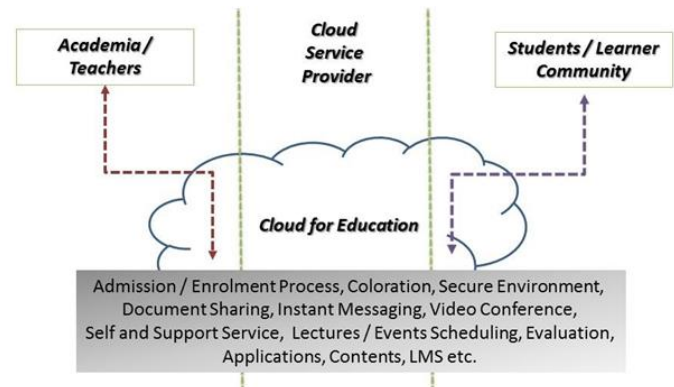 Academia /
Teachers
Cloud
Service
Provider
Students / Learner
Community
Cloud for Education
Admission / Enrolment Process, Coloration, Secure Environment,
Document Sharing, Instant Messaging, Video Conference,
Self and Support Service, Lectures / Events Scheduling, Evaluation,
Applications, Contents, LMS etc.